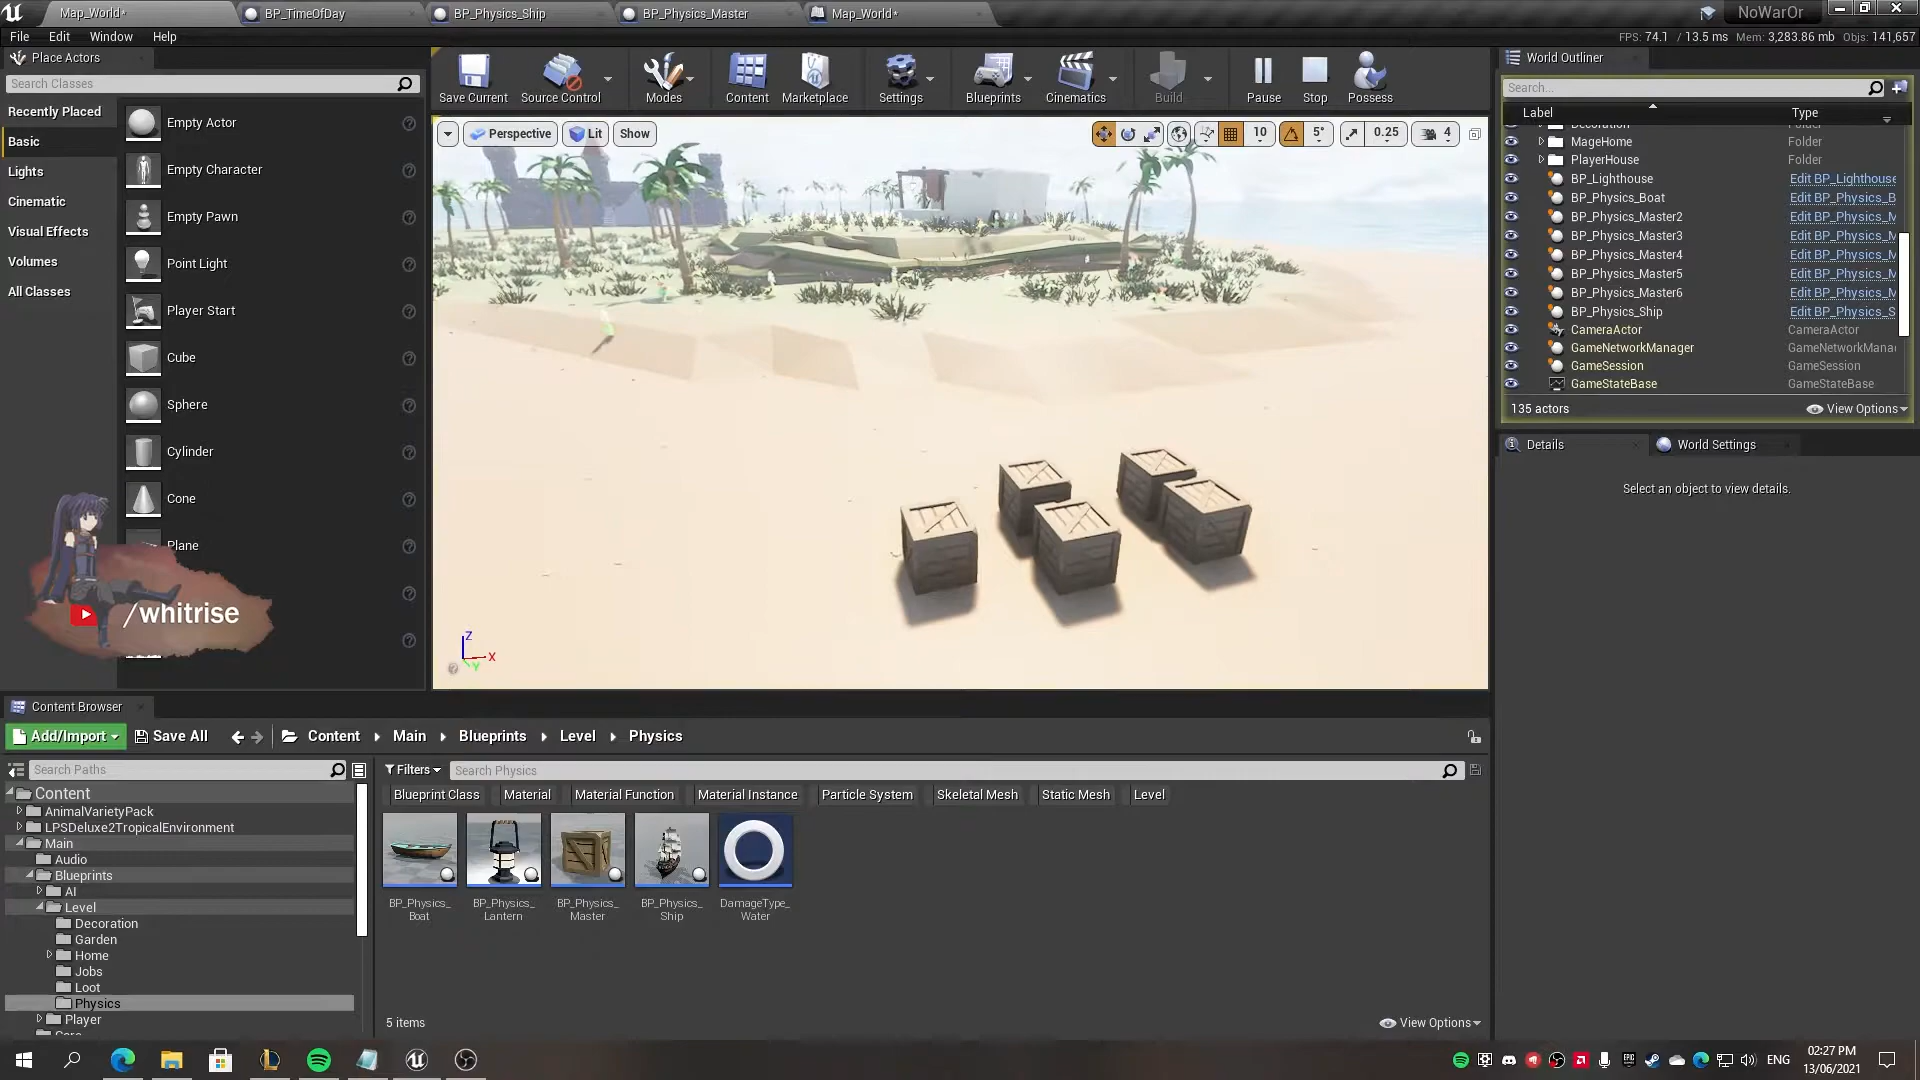 Map_World*
BP_TimeOfDay
BP_Physics_Ship
BP_Physics_Master
Map_World*
NoWarOr
File Edit Window Help
FPS: 74.1 / 13.5 ms Mem: 3,283.86 mb Objs: 141,657
Place Actors
Search Classes
Recently Placed
Basic
Lights
Cinematic
Visual Effects
Volumes
All Classes
Empty Actor
Empty Character
Empty Pawn
Point Light
Player Start
Cube
Sphere
Cylinder
Cone
Plane
/whitrise
Save Current
Source Control
Modes
Content
Marketplace
Settings
Blueprints
Cinematics
Build
Pause
Stop
Possess
Perspective
Lit
Show
10
5°
0.25
4
Z
X
Y
World Outliner
Search...
Label Type
MageHome Folder
PlayerHouse Folder
BP_Lighthouse Edit BP_Lighthouse
BP_Physics_Boat Edit BP_Physics_B
BP_Physics_Master2 Edit BP_Physics_M
BP_Physics_Master3 Edit BP_Physics_M
BP_Physics_Master4 Edit BP_Physics_M
BP_Physics_Master5 Edit BP_Physics_M
BP_Physics_Master6 Edit BP_Physics_M
BP_Physics_Ship Edit BP_Physics_S
CameraActor CameraActor
GameNetworkManager GameNetworkMana
GameSession GameSession
GameStateBase GameStateBase
135 actors
View Options
Details
World Settings
Select an object to view details.
Content Browser
Add/Import
Save All
Content Main Blueprints Level Physics
Search Paths
Content
AnimalVarietyPack
LPSDeluxe2TropicalEnvironment
Main
Audio
Blueprints
AI
Level
Decoration
Garden
Home
Jobs
Loot
Physics
Player
Filters
Search Physics
Blueprint Class
Material
Material Function
Material Instance
Particle System
Skeletal Mesh
Static Mesh
Level
BP_Physics_
Boat
BP_Physics_
Lantern
BP_Physics_
Master
BP_Physics_
Ship
DamageType_
Water
5 items
View Options
ENG
02:27 PM
13/06/2021